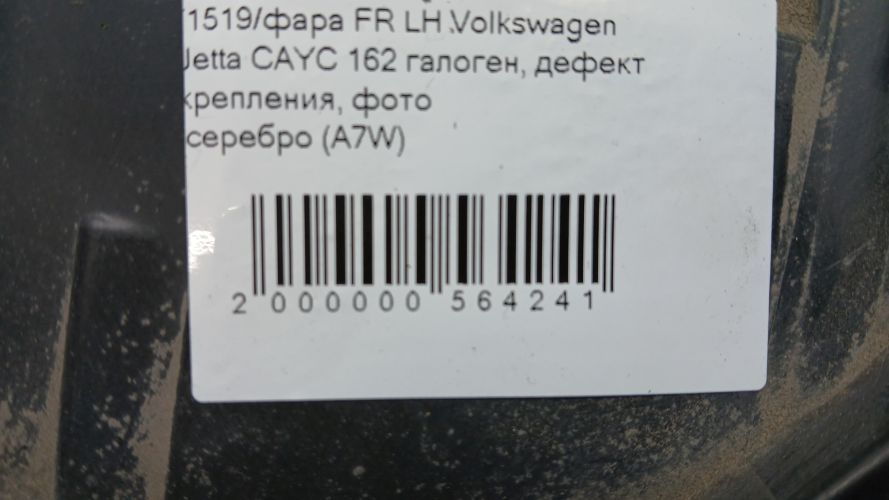 1519/фара FR LH.Volkswagen
Jetta CAYC 162 галоген, дефект
крепления, фото
серебро (A7W)
2 000000 564241